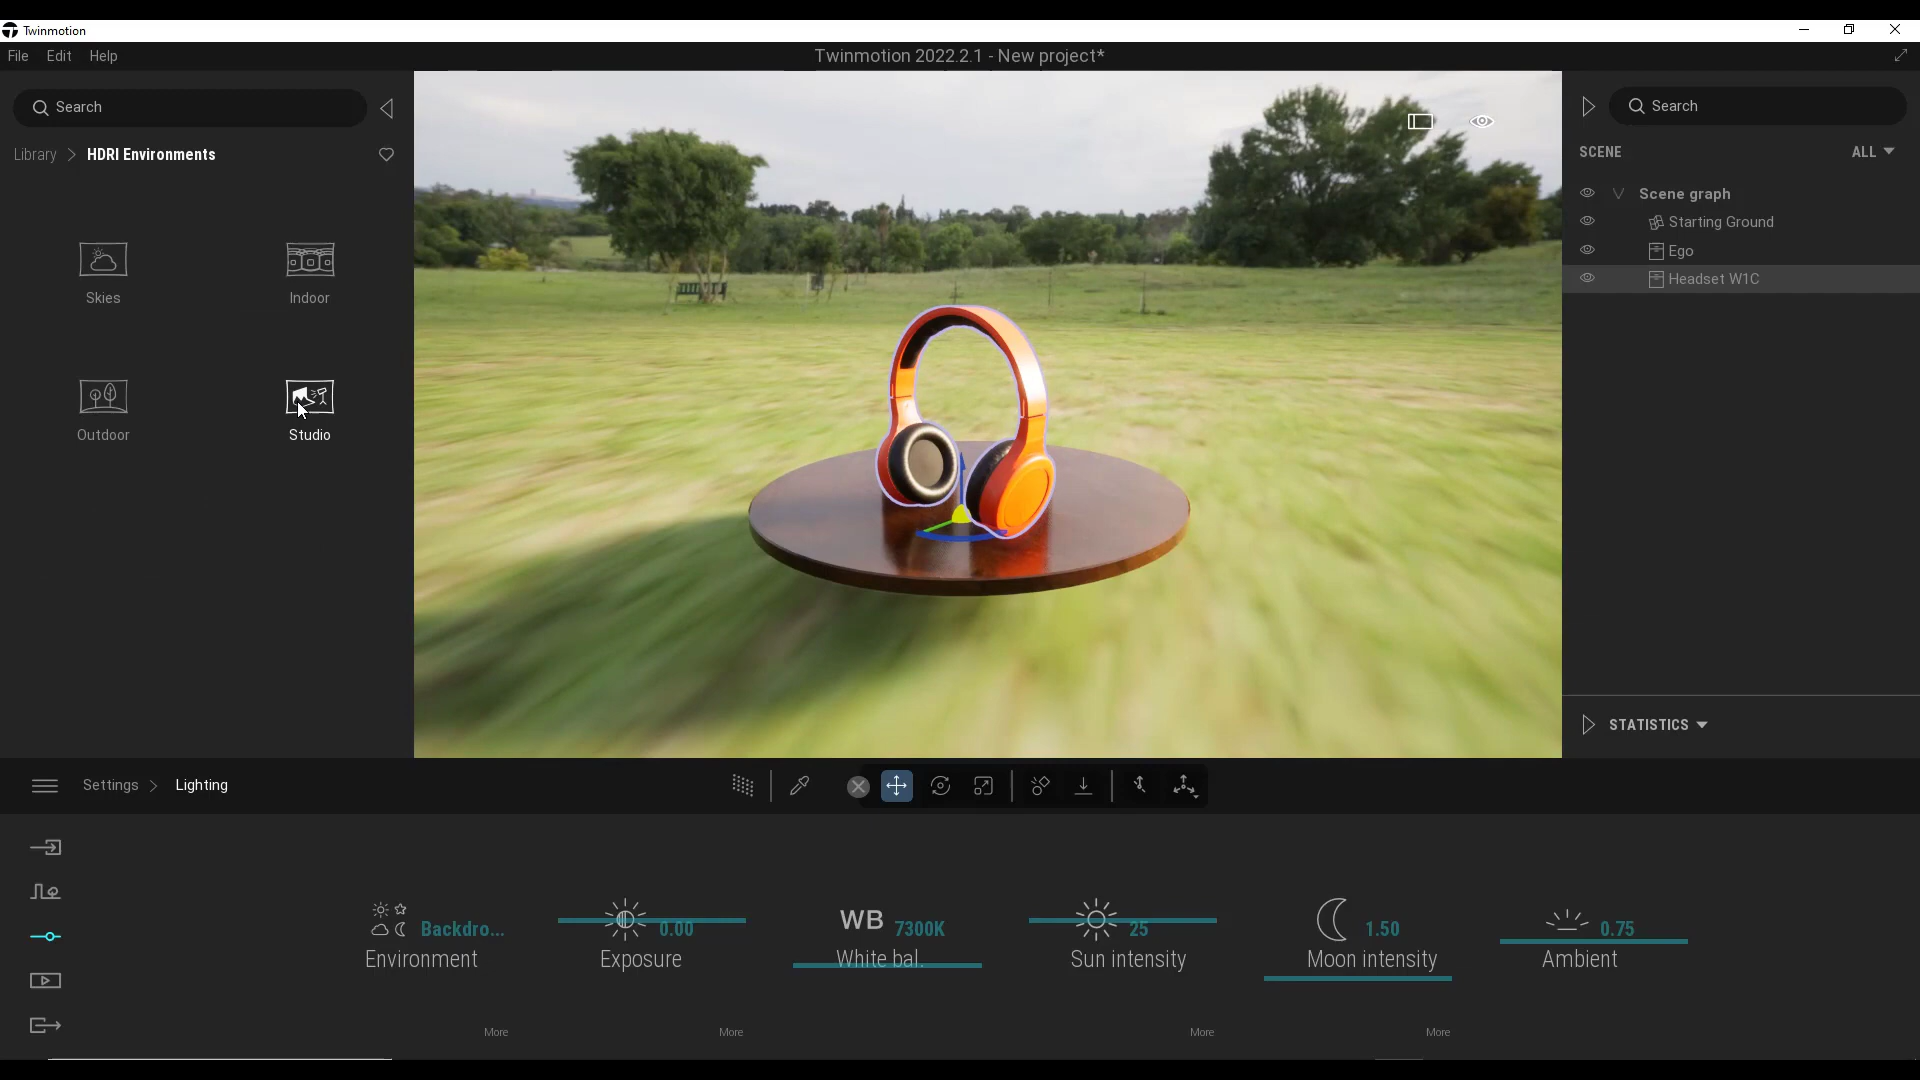 Twinmotion
File Edit Help
Twinmotion 2022.2.1 - New project*
Search
Library HDRI Environments
Skies
Indoor
Outdoor
Studio
Search
SCENE
ALL
Scene graph
Starting Ground
Ego
Headset W1C
STATISTICS
Settings Lighting
Backdro...
Environment
0.00
Exposure
WB 7300K
White bal.
25
Sun intensity
1.50
Moon intensity
0.75
Ambient
More
More
More
More